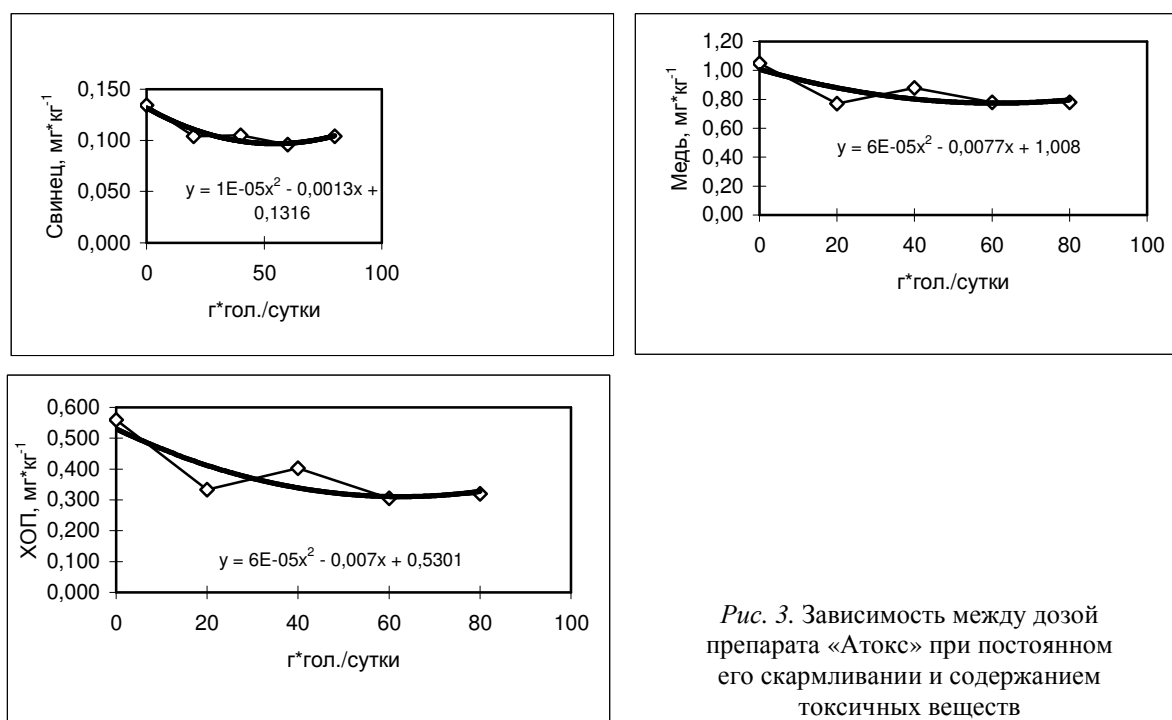 0,150
0,100
0,050
0,000
Свинец, мг*кг⁻¹
y = 1E-05x² - 0,0013x +
0,1316
0 50 100
г*гол./сутки
1,20
1,00
0,80
0,60
0,40
0,20
0,00
Медь, мг*кг⁻¹
y = 6E-05x² - 0,0077x + 1,008
0 20 40 60 80 100
г*гол./сутки
0,600
0,500
0,400
0,300
0,200
0,100
0,000
ХОП, мг*кг⁻¹
y = 6E-05x² - 0,007x + 0,5301
0 20 40 60 80 100
г*гол./сутки
Рис. 3. Зависимость между дозой
препарата «Атокс» при постоянном
его скармливании и содержанием
токсичных веществ